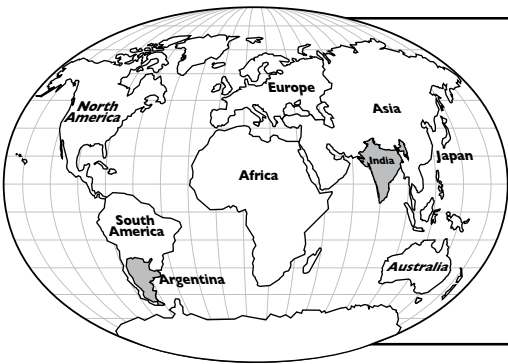 North
America
Europe
Asia
Japan
India
Africa
South
America
Argentina
Australia